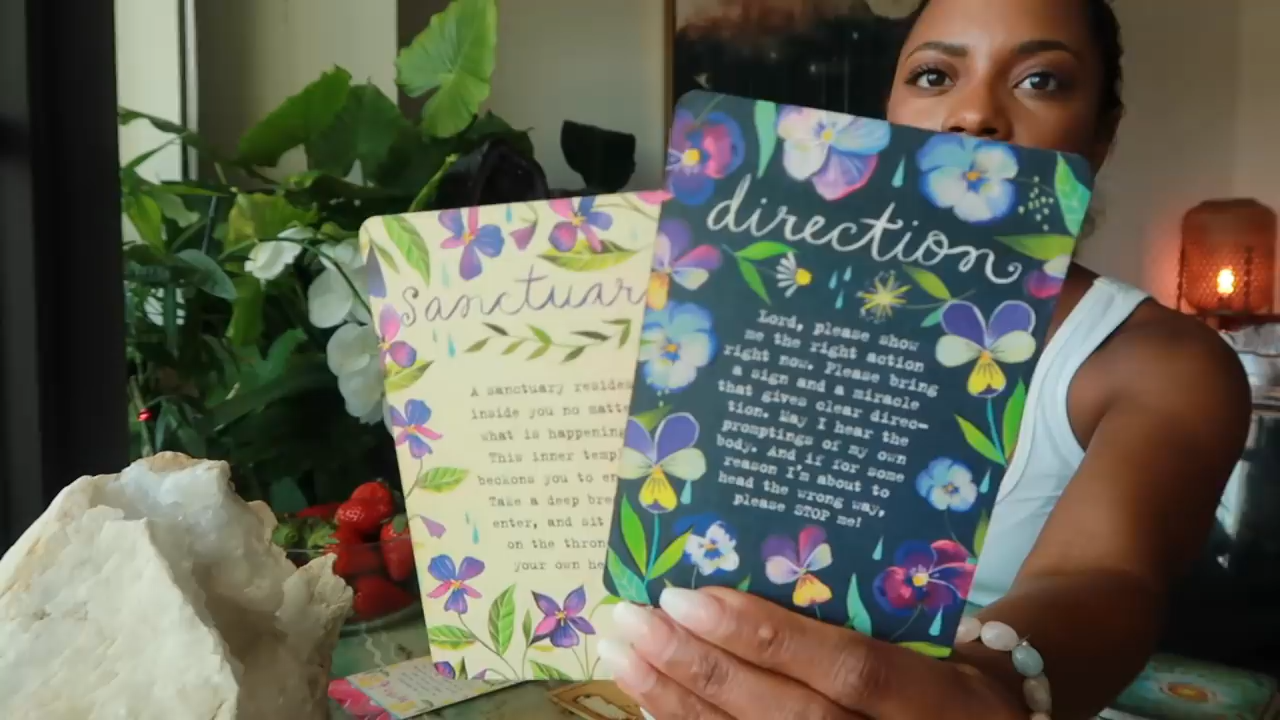 Sanctuar
A sanctuary resides
inside you no matte
what is happening
This inner templ
beckons you to en
Take a deep bre
enter, and sit
on the thron
your own he
direction
Lord, please show
me the right action
right now. Please bring
a sign and a miracle
that gives clear direc-
tion. May I hear the
promptings of my own
body. And if for some
reason I'm about to
head the wrong way,
please STOP me!